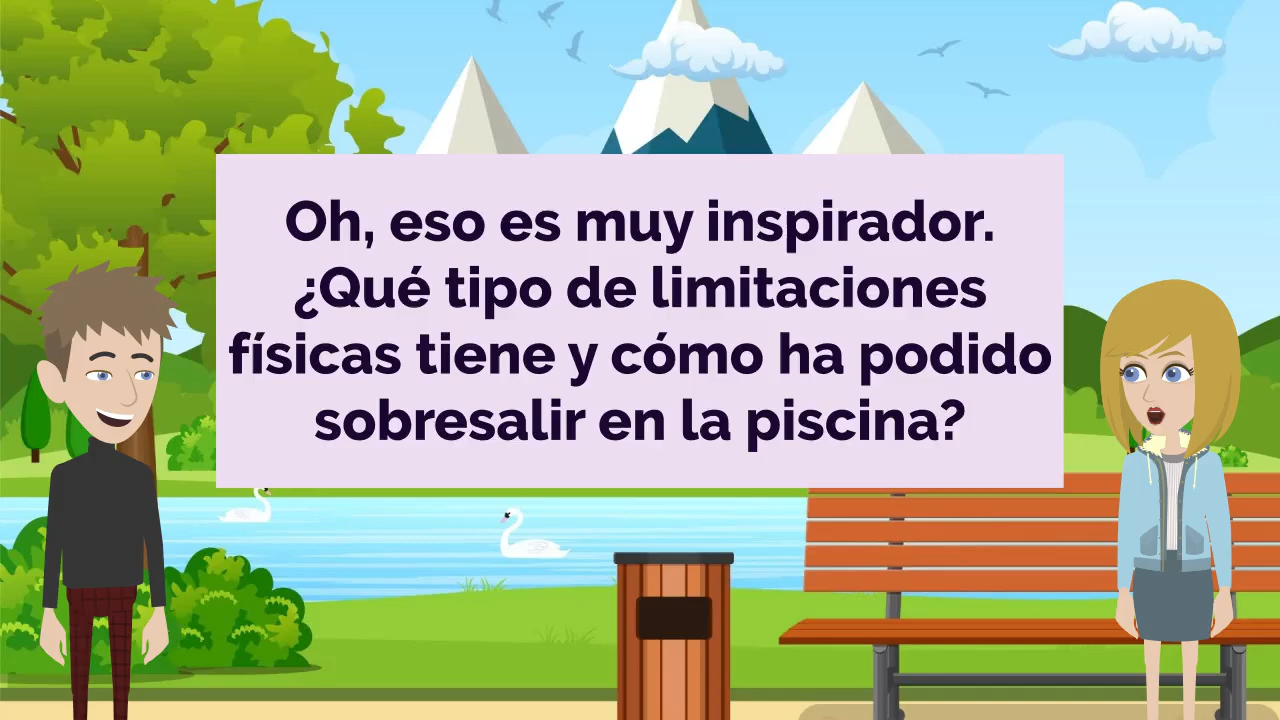 Oh, eso es muy inspirador.
¿Qué tipo de limitaciones
físicas tiene y cómo ha podido
sobresalir en la piscina?